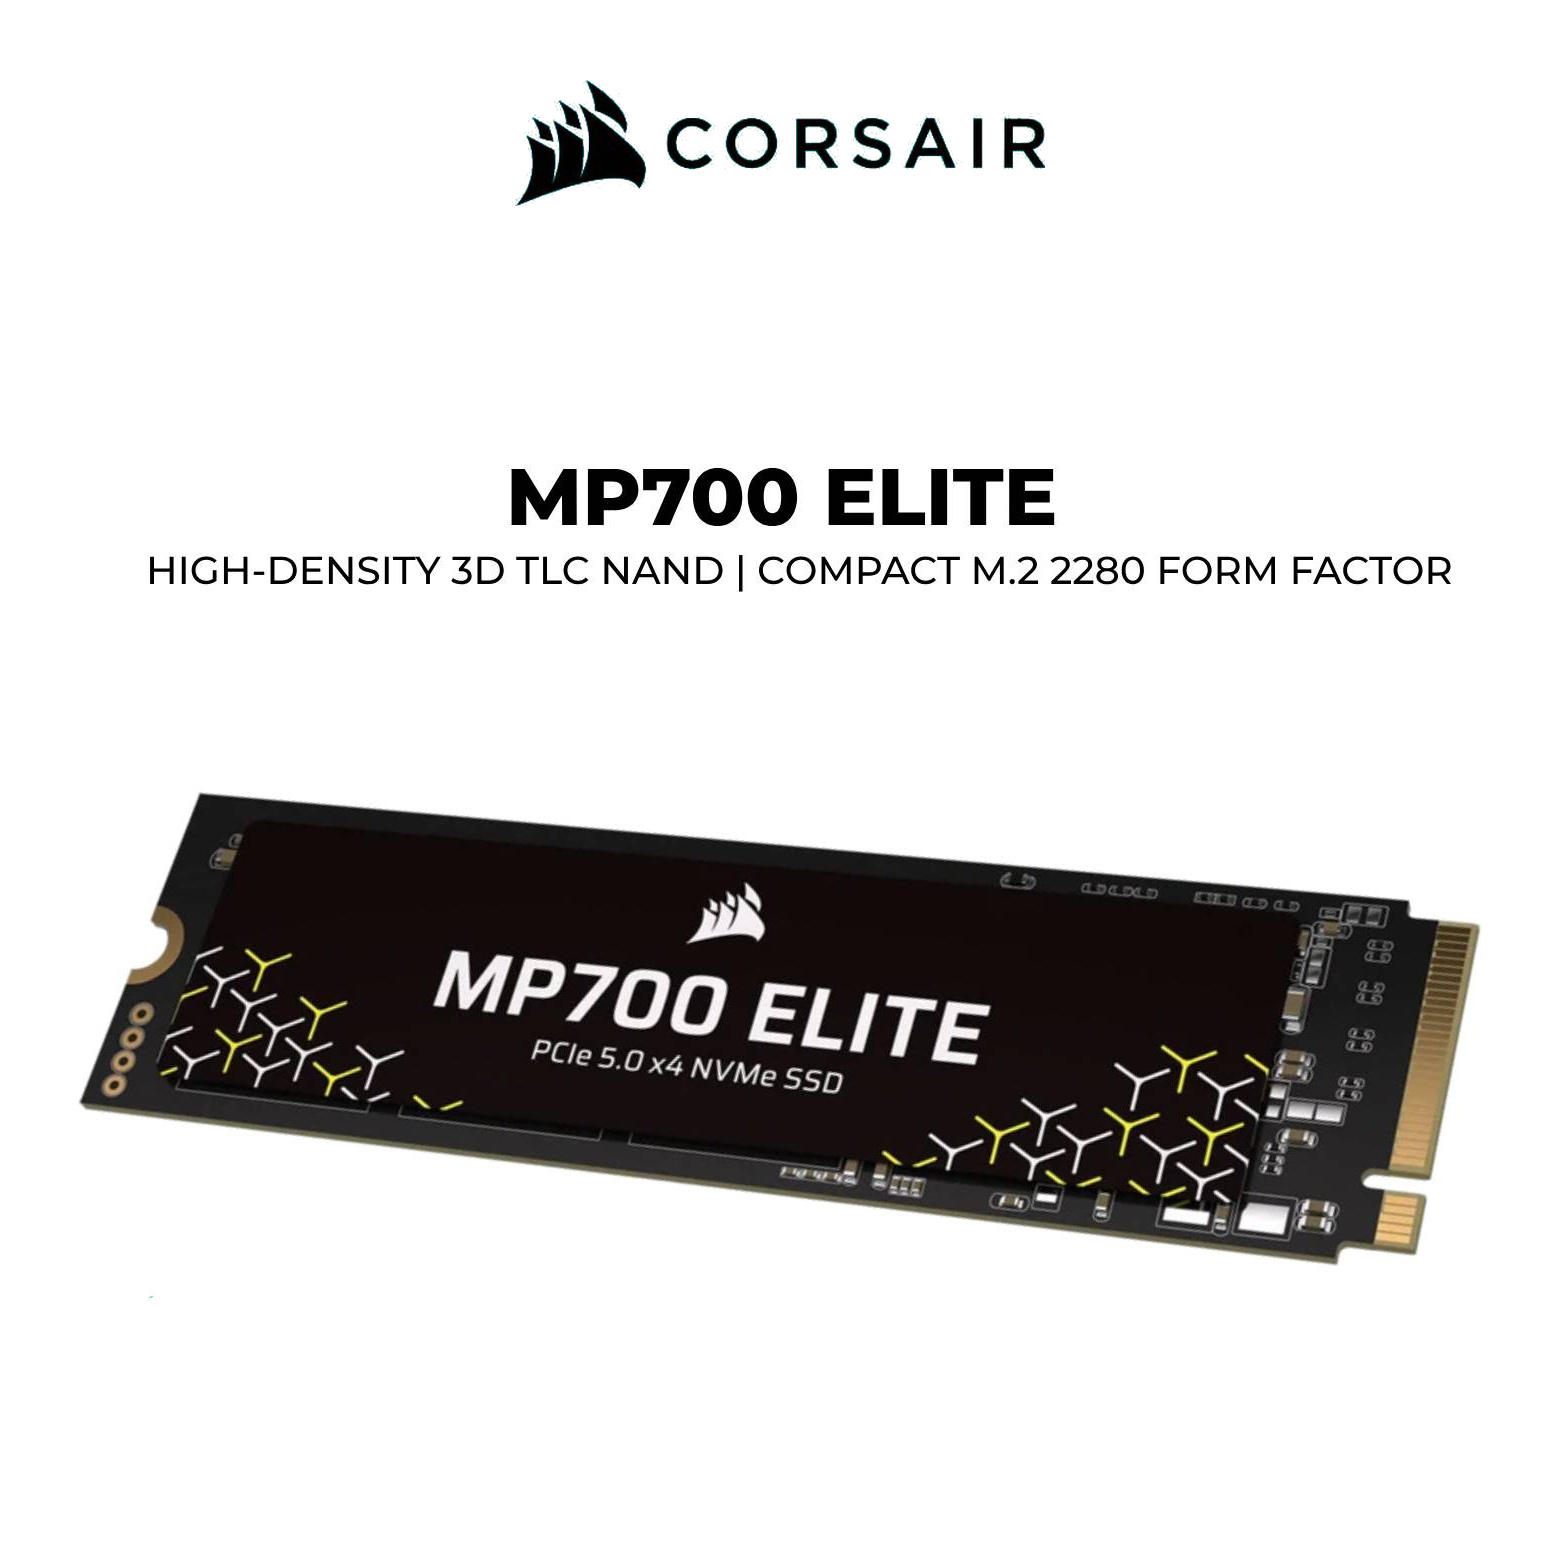 CORSAIR
MP700 ELITE
HIGH-DENSITY 3D TLC NAND | COMPACT M.2 2280 FORM FACTOR
MP700 ELITE
PCIe 5.0 x4 NVMe SSD